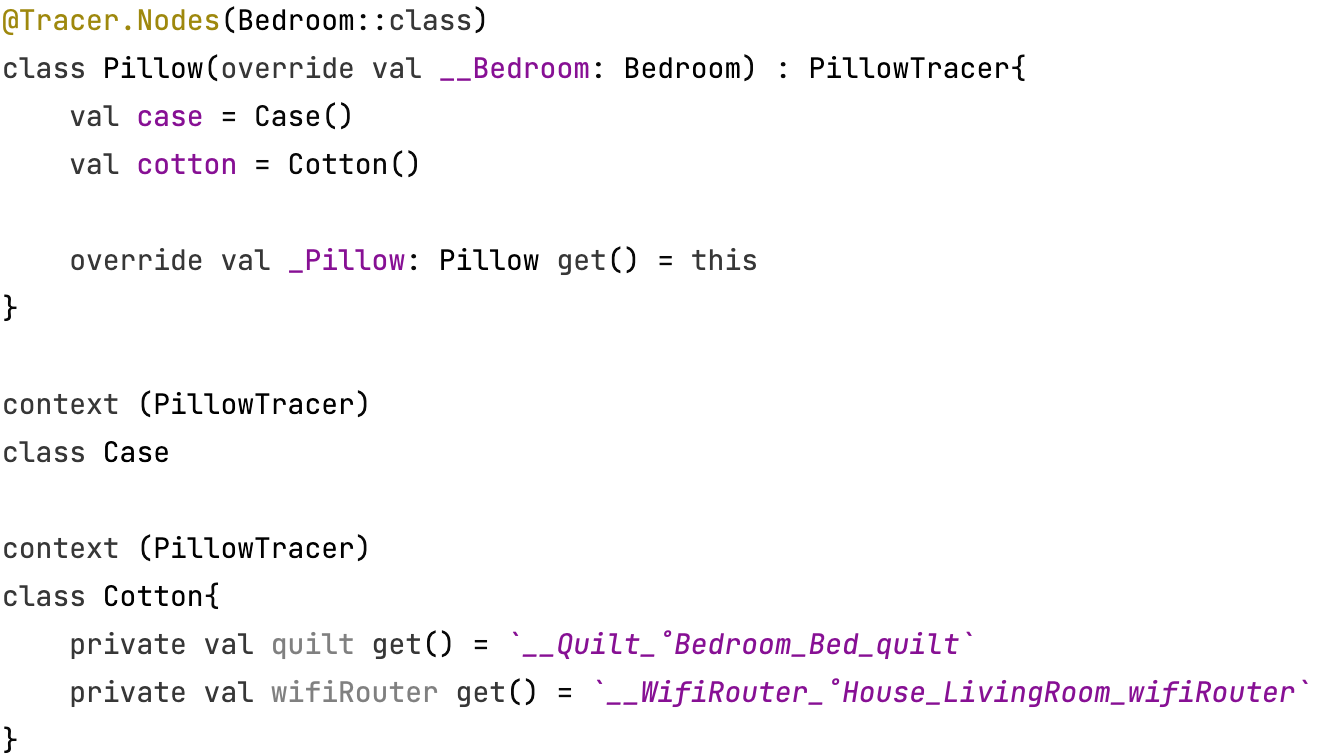 @Tracer.Nodes(Bedroom::class)
class Pillow(override val __Bedroom: Bedroom) : PillowTracer{
    val case = Case()
    val cotton = Cotton()

    override val _Pillow: Pillow get() = this
}

context (PillowTracer)
class Case

context (PillowTracer)
class Cotton{
    private val quilt get() = `__Quilt_˚Bedroom_Bed_quilt`
    private val wifiRouter get() = `__WifiRouter_˚House_LivingRoom_wifiRouter`
}